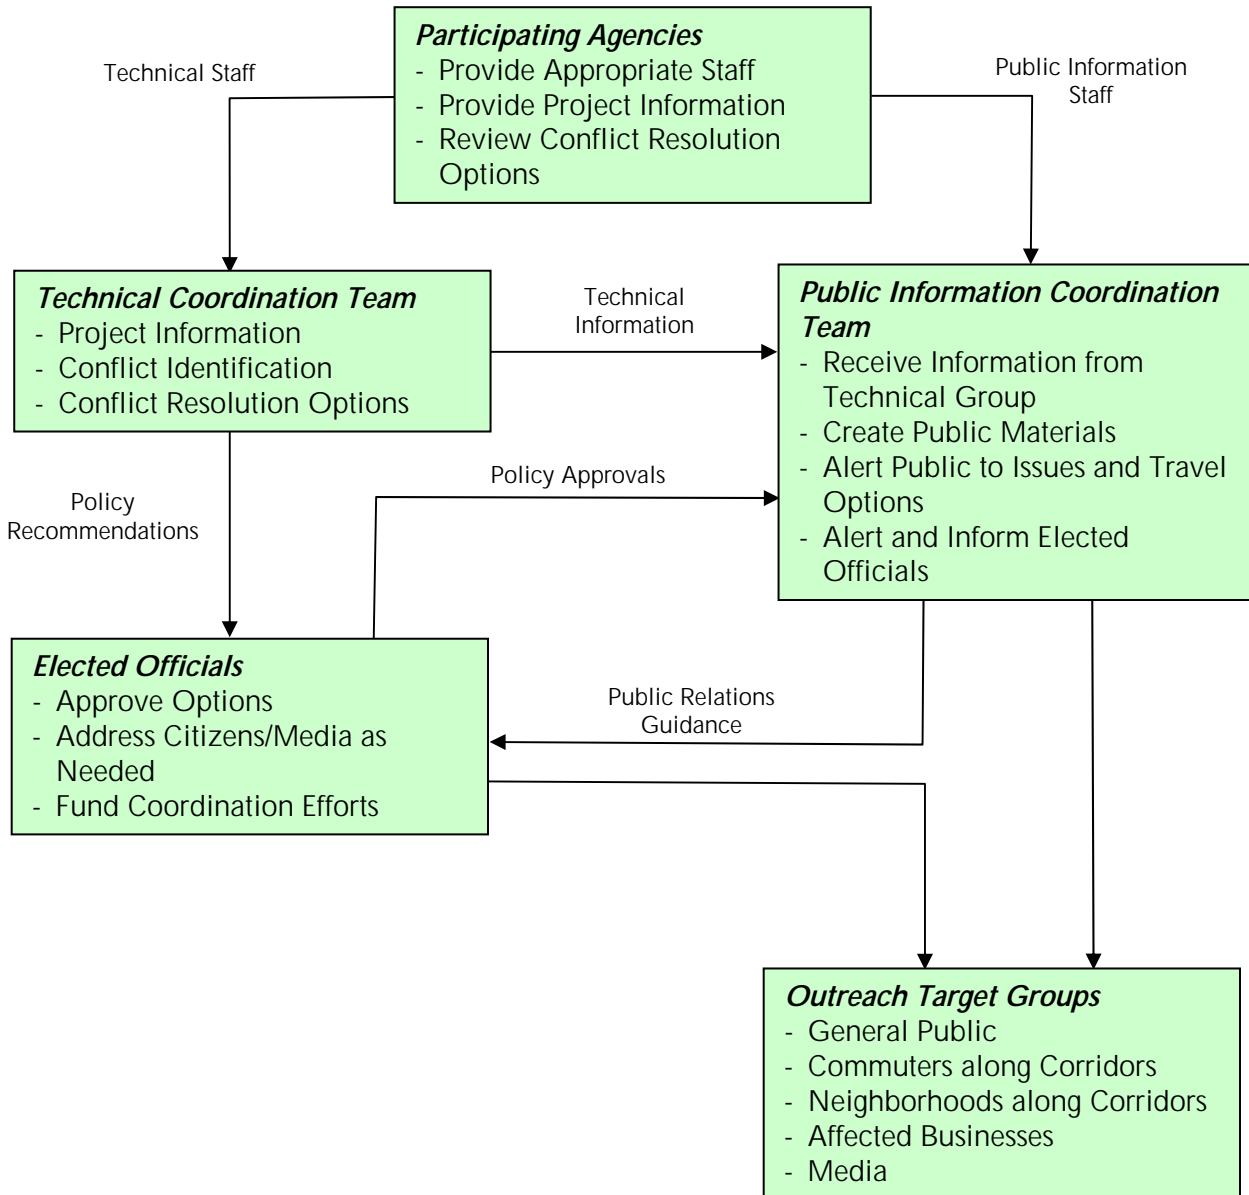 Participating Agencies
- Provide Appropriate Staff
- Provide Project Information
- Review Conflict Resolution
Options
Technical Staff
Public Information
Staff
Technical Coordination Team
- Project Information
- Conflict Identification
- Conflict Resolution Options
Technical
Information
Public Information Coordination
Team
- Receive Information from
Technical Group
- Create Public Materials
- Alert Public to Issues and Travel
Options
- Alert and Inform Elected
Officials
Policy Approvals
Policy
Recommendations
Elected Officials
- Approve Options
- Address Citizens/Media as
Needed
- Fund Coordination Efforts
Public Relations
Guidance
Outreach Target Groups
- General Public
- Commuters along Corridors
- Neighborhoods along Corridors
- Affected Businesses
- Media